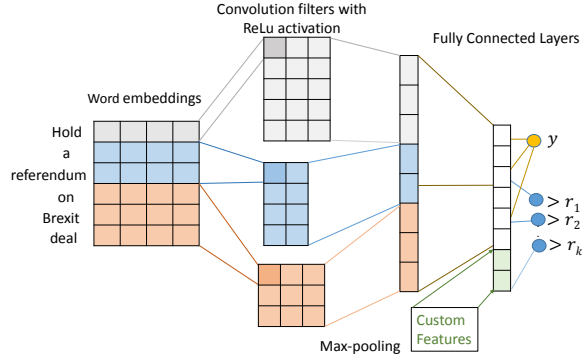 Convolution filters with
ReLu activation
Fully Connected Layers
Word embeddings
Hold
a
referendum
on
Brexit
deal
y
> r1
> r2
> rk
Custom
Features
Max-pooling